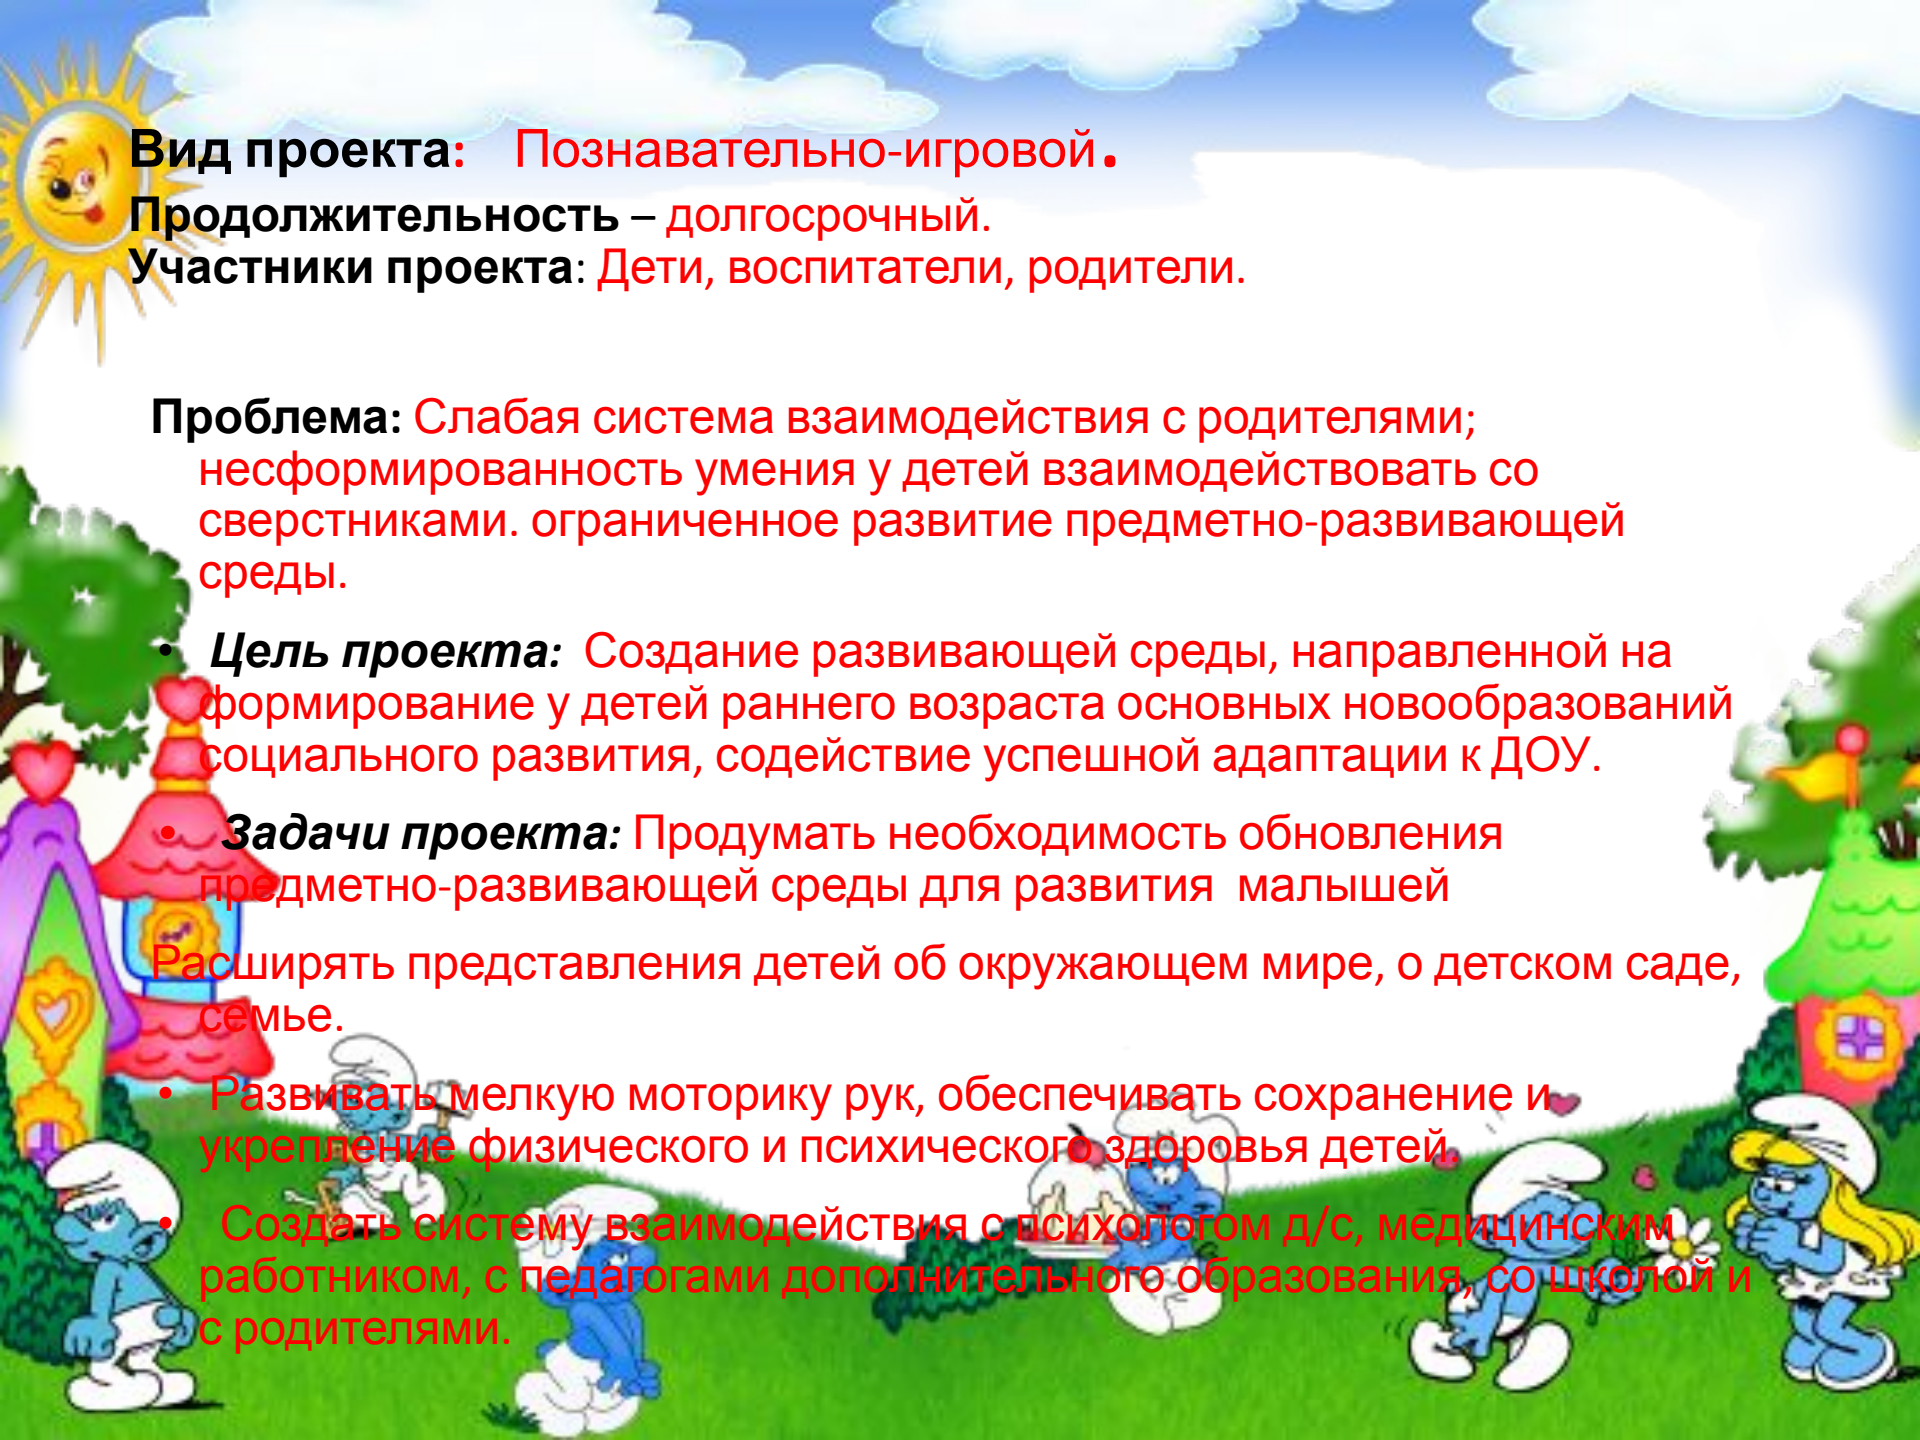 Вид проекта: Познавательно-игровой.
Продолжительность – долгосрочный.
Участники проекта: Дети, воспитатели, родители.
Проблема: Слабая система взаимодействия с родителями;
несформированность умения у детей взаимодействовать со
сверстниками. ограниченное развитие предметно-развивающей
среды.
• Цель проекта: Создание развивающей среды, направленной на
формирование у детей раннего возраста основных новообразований
социального развития, содействие успешной адаптации к ДОУ.
• Задачи проекта: Продумать необходимость обновления
предметно-развивающей среды для развития малышей
Расширять представления детей об окружающем мире, о детском саде,
семье.
• Развивать мелкую моторику рук, обеспечивать сохранение и
укрепление физического и психического здоровья детей.
• Создать систему взаимодействия с психологом д/с, медицинским
работником, с педагогами дополнительного образования, со школой и
с родителями.